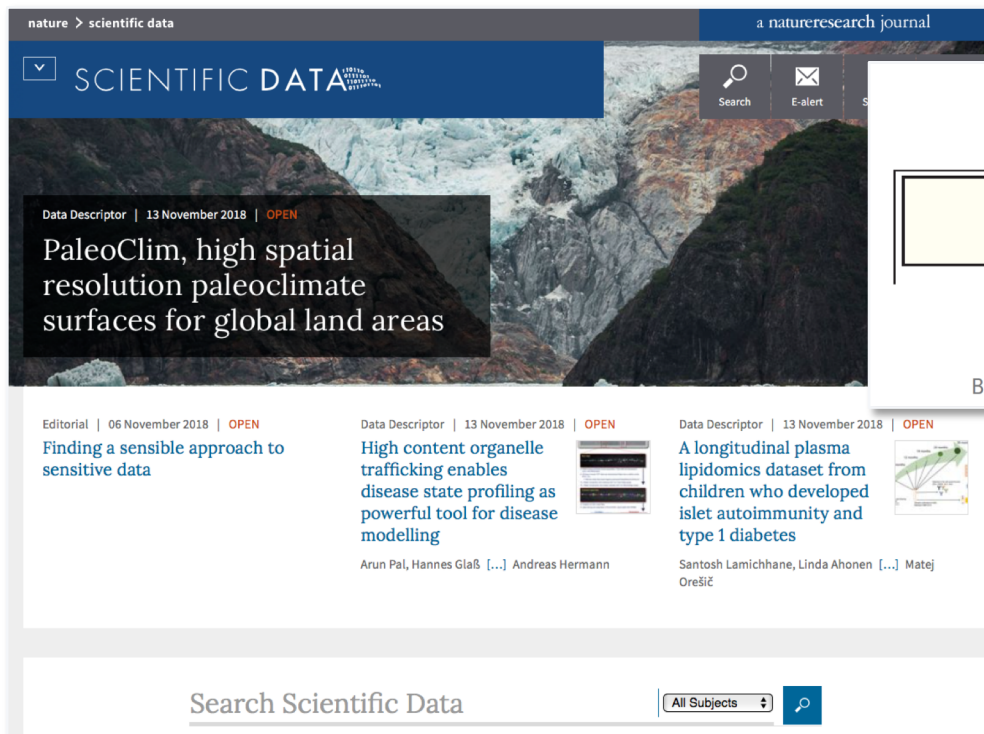 nature > scientific data
a natureresearch journal
SCIENTIFIC DATA
Search
E-alert
Data Descriptor | 13 November 2018 | OPEN
PaleoClim, high spatial
resolution paleoclimate
surfaces for global land areas
Editorial | 06 November 2018 | OPEN
Finding a sensible approach to
sensitive data
Data Descriptor | 13 November 2018 | OPEN
High content organelle
trafficking enables
disease state profiling as
powerful tool for disease
modelling
Arun Pal, Hannes Glaß [...] Andreas Hermann
Data Descriptor | 13 November 2018 | OPEN
A longitudinal plasma
lipidomics dataset from
children who developed
islet autoimmunity and
type 1 diabetes
Santosh Lamichhane, Linda Ahonen [...] Matej
Orešič
Search Scientific Data
All Subjects